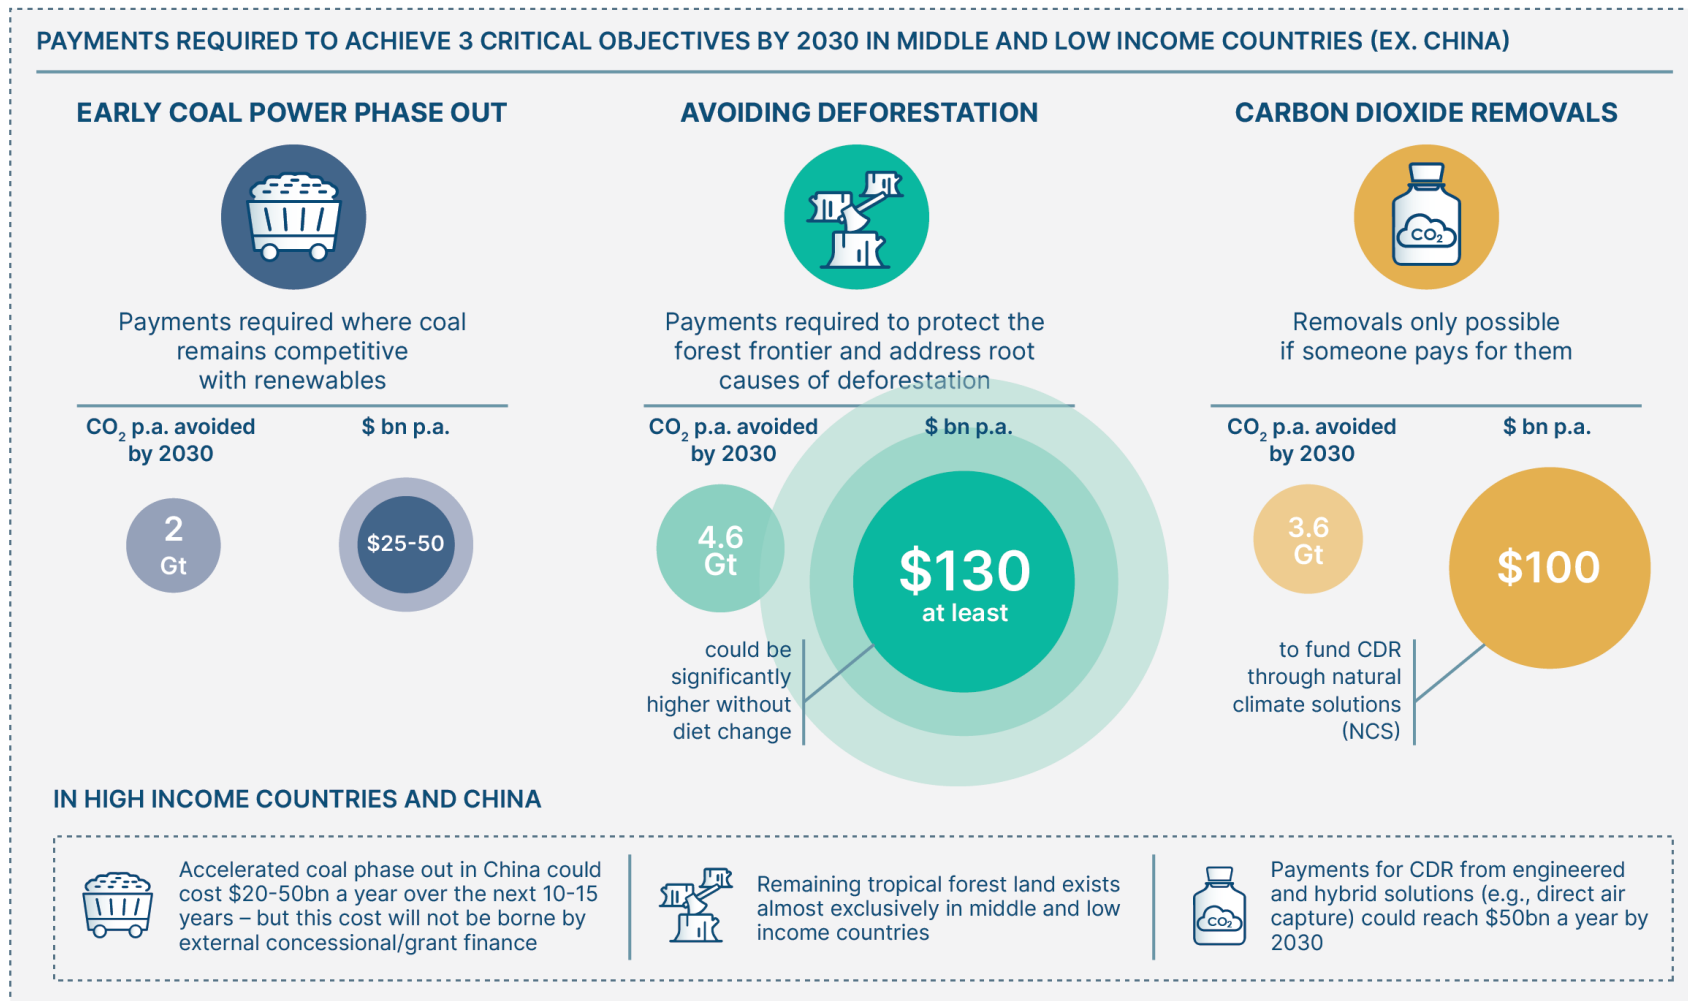 PAYMENTS REQUIRED TO ACHIEVE 3 CRITICAL OBJECTIVES BY 2030 IN MIDDLE AND LOW INCOME COUNTRIES (EX. CHINA)
EARLY COAL POWER PHASE OUT
Payments required where coal
remains competitive
with renewables
CO₂ p.a. avoided
by 2030
$ bn p.a.
2
Gt
$25-50
AVOIDING DEFORESTATION
Payments required to protect the
forest frontier and address root
causes of deforestation
CO₂ p.a. avoided
by 2030
$ bn p.a.
4.6
Gt
$130
at least
could be
significantly
higher without
diet change
CARBON DIOXIDE REMOVALS
CO₂
Removals only possible
if someone pays for them
CO₂ p.a. avoided
by 2030
$ bn p.a.
3.6
Gt
$100
to fund CDR
through natural
climate solutions
(NCS)
IN HIGH INCOME COUNTRIES AND CHINA
Accelerated coal phase out in China could
cost $20-50bn a year over the next 10-15
years – but this cost will not be borne by
external concessional/grant finance
Remaining tropical forest land exists
almost exclusively in middle and low
income countries
CO₂
Payments for CDR from engineered
and hybrid solutions (e.g., direct air
capture) could reach $50bn a year by
2030